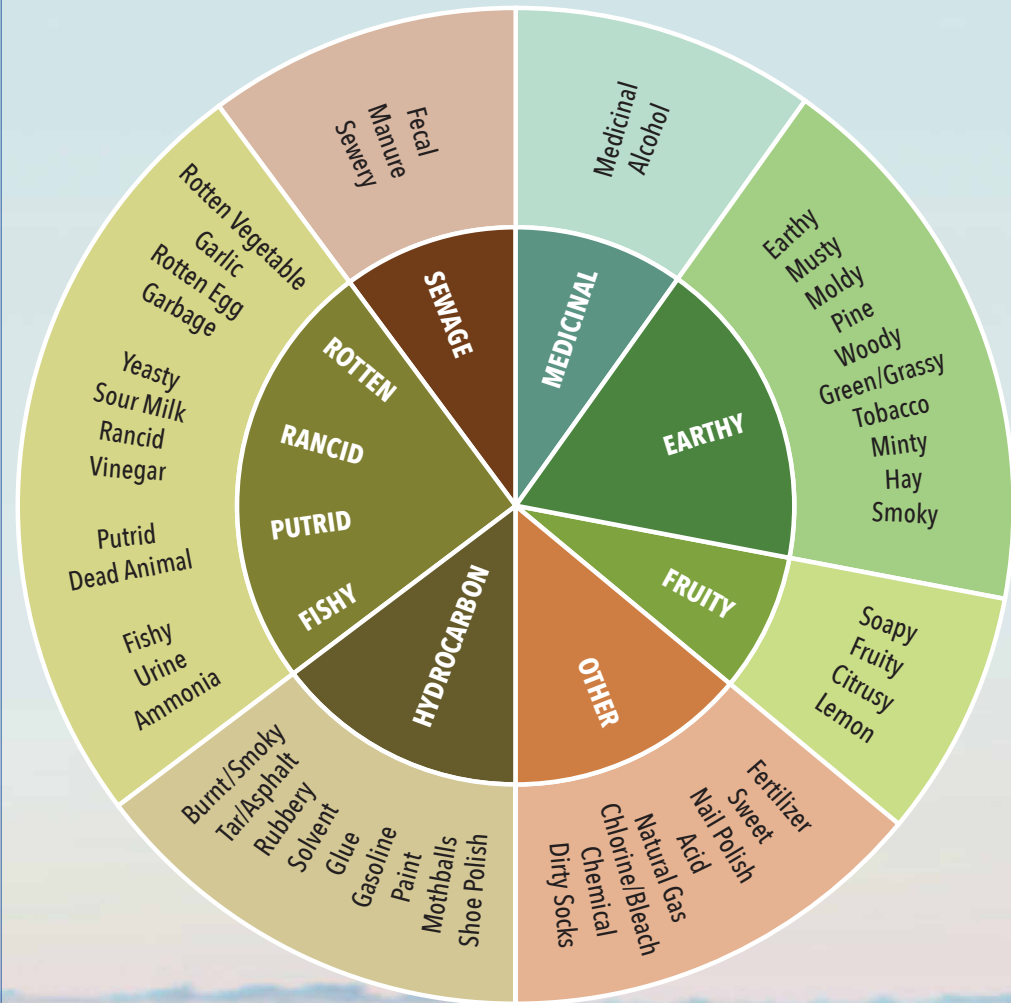 SEWAGE
Fecal
Manure
Sewery
MEDICINAL
Medicinal
Alcohol
EARTHY
Earthy
Musty
Moldy
Pine
Woody
Green/Grassy
Tobacco
Minty
Hay
Smoky
FRUITY
Soapy
Fruity
Citrusy
Lemon
OTHER
Fertilizer
Sweet
Nail Polish
Acid
Natural Gas
Chlorine/Bleach
Chemical
Dirty Socks
HYDROCARBON
Burnt/Smoky
Tar/Asphalt
Rubbery
Solvent
Glue
Gasoline
Paint
Mothballs
Shoe Polish
ROTTEN
Rotten Vegetable
Garlic
Rotten Egg
Garbage
RANCID
Yeasty
Sour Milk
Rancid
Vinegar
PUTRID
Putrid
Dead Animal
FISHY
Fishy
Urine
Ammonia